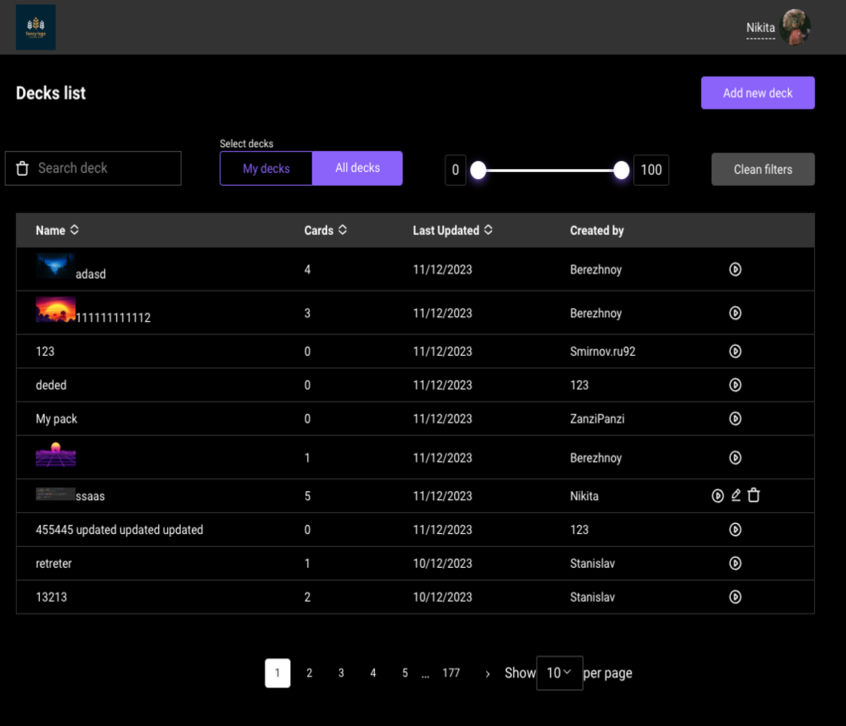 fancy logo
Nikita
Decks list
Add new deck
Select decks
Search deck
My decks
All decks
0
100
Clean filters
Name Cards Last Updated Created by
adasd 4 11/12/2023 Berezhnoy
111111111112 3 11/12/2023 Berezhnoy
123 0 11/12/2023 Smirnov.ru92
deded 0 11/12/2023 123
My pack 0 11/12/2023 ZanziPanzi
1 11/12/2023 Berezhnoy
ssaas 5 11/12/2023 Nikita
455445 updated updated updated 0 11/12/2023 123
retreter 1 10/12/2023 Stanislav
13213 2 10/12/2023 Stanislav
1 2 3 4 5 ... 177 › Show 10 per page